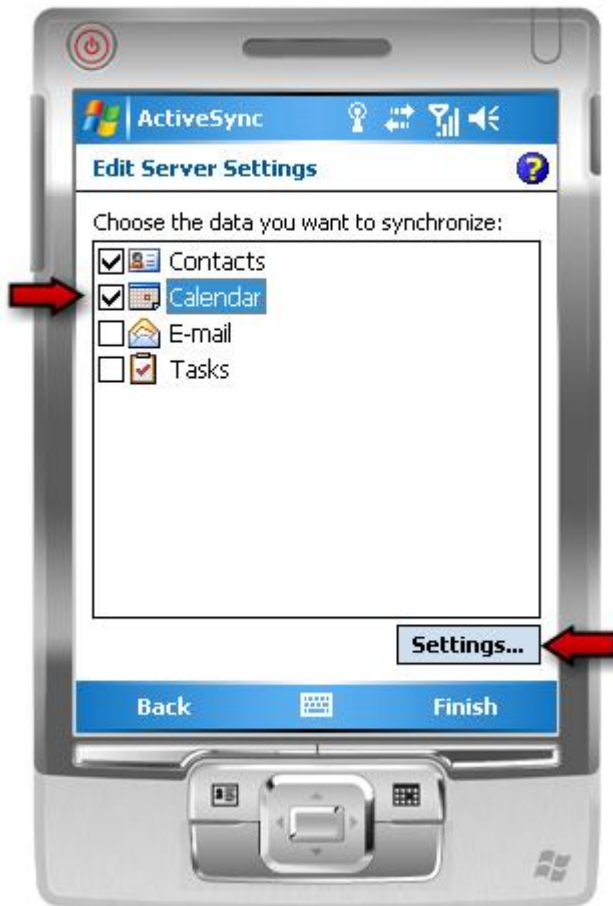 ActiveSync
Edit Server Settings
?
Choose the data you want to synchronize:
Contacts
Calendar
E-mail
Tasks
Settings...
Back Finish